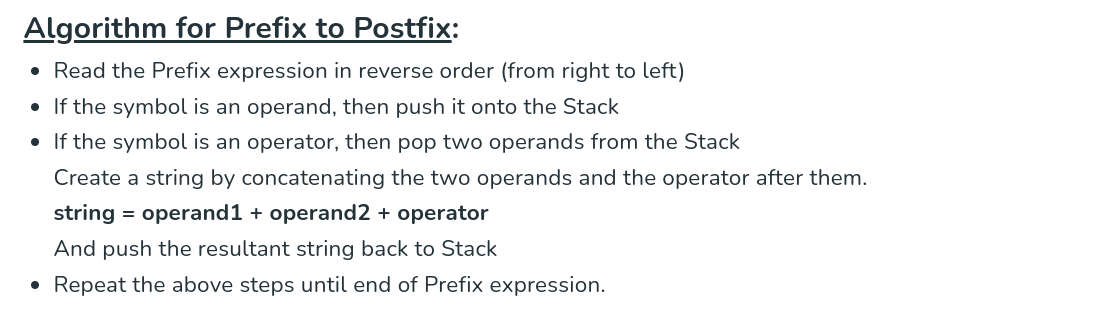 Algorithm for Prefix to Postfix:
• Read the Prefix expression in reverse order (from right to left)
• If the symbol is an operand, then push it onto the Stack
• If the symbol is an operator, then pop two operands from the Stack
Create a string by concatenating the two operands and the operator after them.
string = operand1 + operand2 + operator
And push the resultant string back to Stack
• Repeat the above steps until end of Prefix expression.